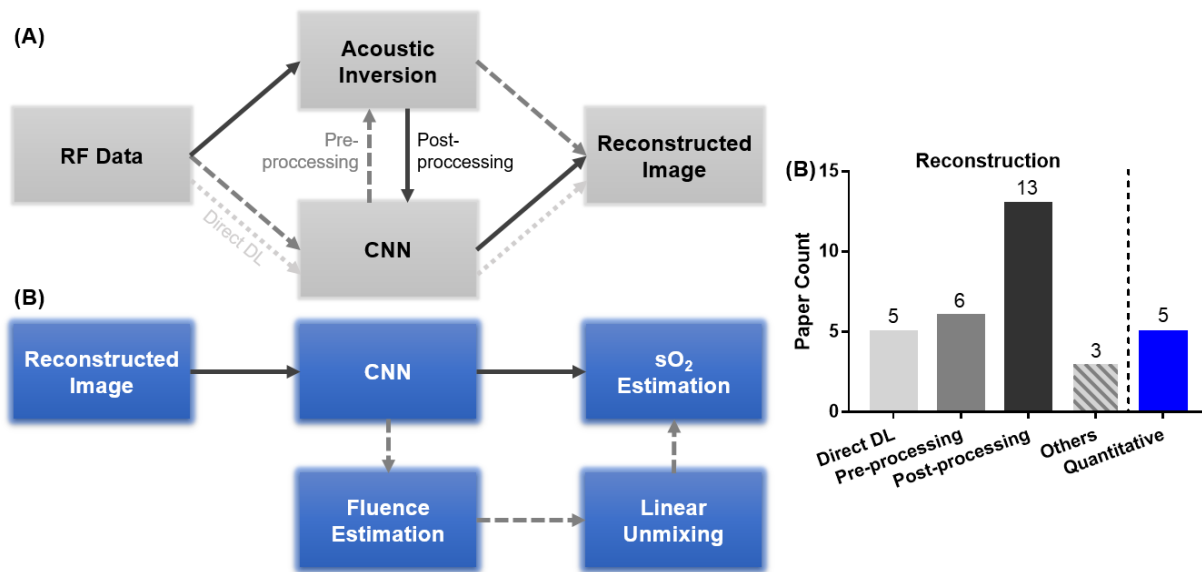 (A)
Acoustic
Inversion
RF Data
Pre-
proccessing
Post-
proccessing
Reconstructed
Image
Direct DL
CNN
(B)
Reconstructed
Image
CNN
sO₂
Estimation
Fluence
Estimation
Linear
Unmixing
(B)
Reconstruction
Paper Count
15
10
5
0
5
6
13
3
5
Direct DL
Pre-processing
Post-processing
Others
Quantitative